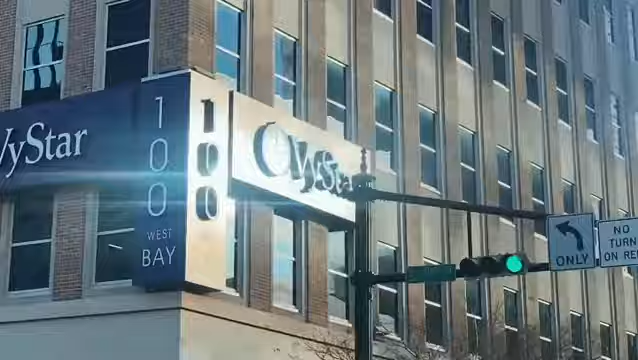 VyStar
100
WEST
BAY
100
VyStar
ONLY
NO
TURN
ON RED